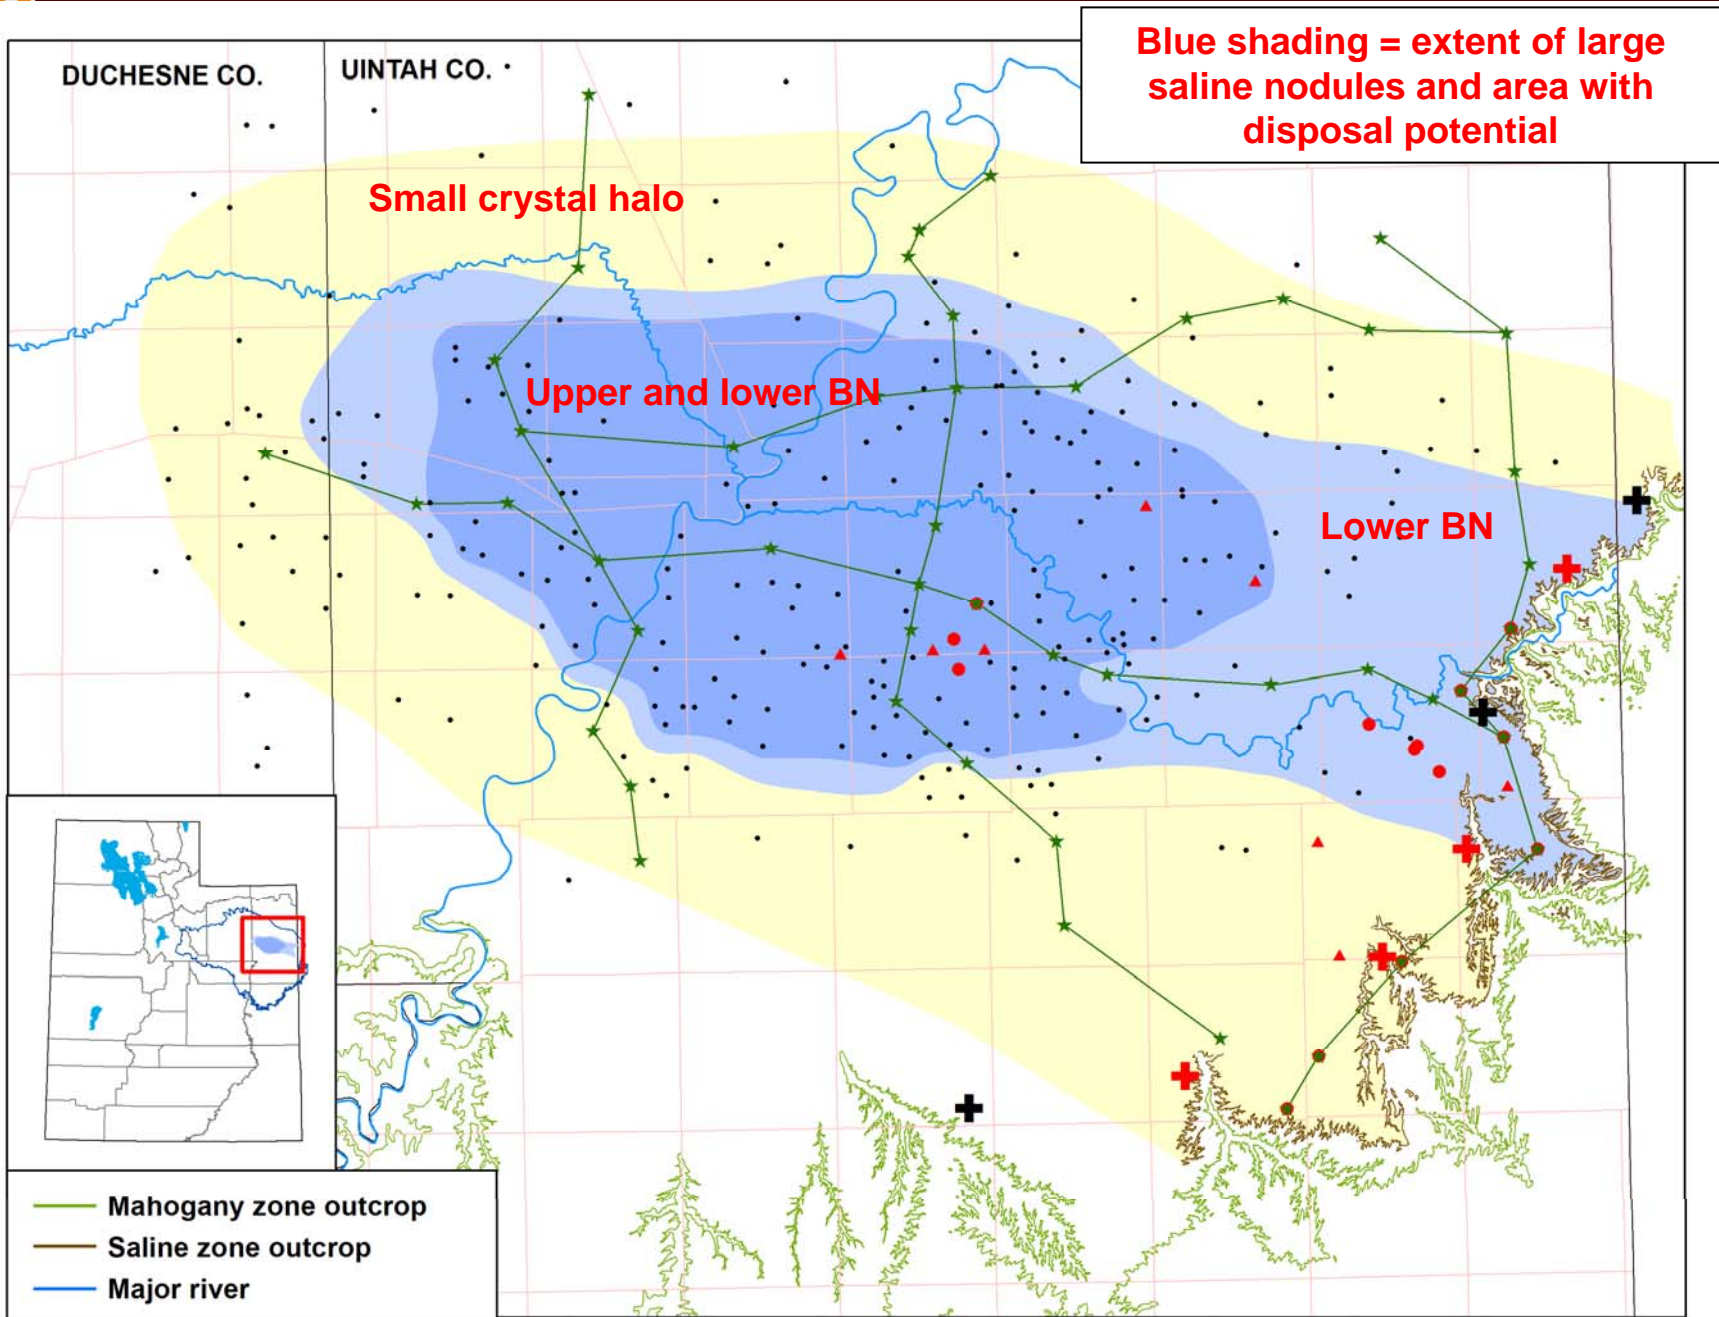 Blue shading = extent of large
saline nodules and area with
disposal potential
DUCHESNE CO.
UINTAH CO.
Small crystal halo
Upper and lower BN
Lower BN
Mahogany zone outcrop
Saline zone outcrop
Major river